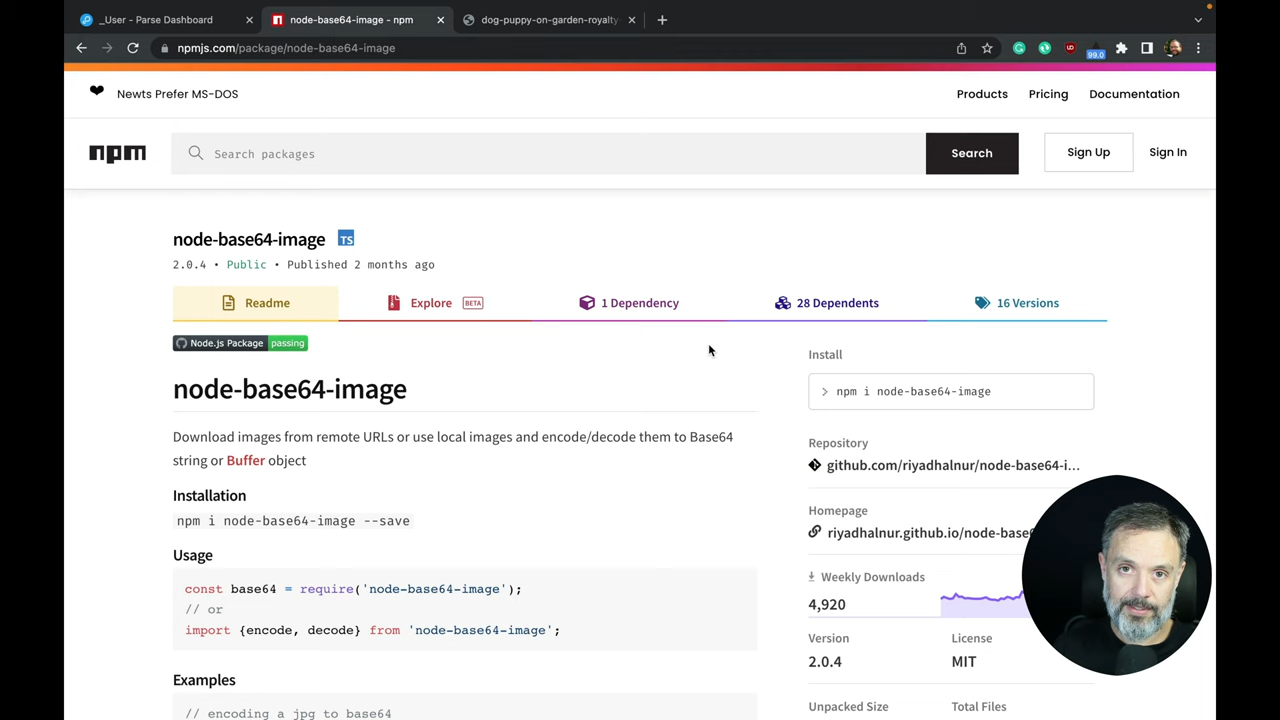 _User - Parse Dashboard
node-base64-image - npm
dog-puppy-on-garden-royalty
npmjs.com/package/node-base64-image
99.0
Newts Prefer MS-DOS
Products
Pricing
Documentation
npm
Search packages
Search
Sign Up
Sign In
node-base64-image TS
2.0.4 • Public • Published 2 months ago
Readme
Explore BETA
1 Dependency
28 Dependents
16 Versions
Node.js Package passing
node-base64-image
Download images from remote URLs or use local images and encode/decode them to Base64
string or Buffer object
Installation
npm i node-base64-image --save
Usage
const base64 = require('node-base64-image');
// or
import {encode, decode} from 'node-base64-image';
Examples
// encoding a jpg to base64
Install
> npm i node-base64-image
Repository
github.com/riyadhalnur/node-base64-i...
Homepage
riyadhalnur.github.io/node-base6
Weekly Downloads
4,920
Version
License
2.0.4
MIT
Unpacked Size
Total Files